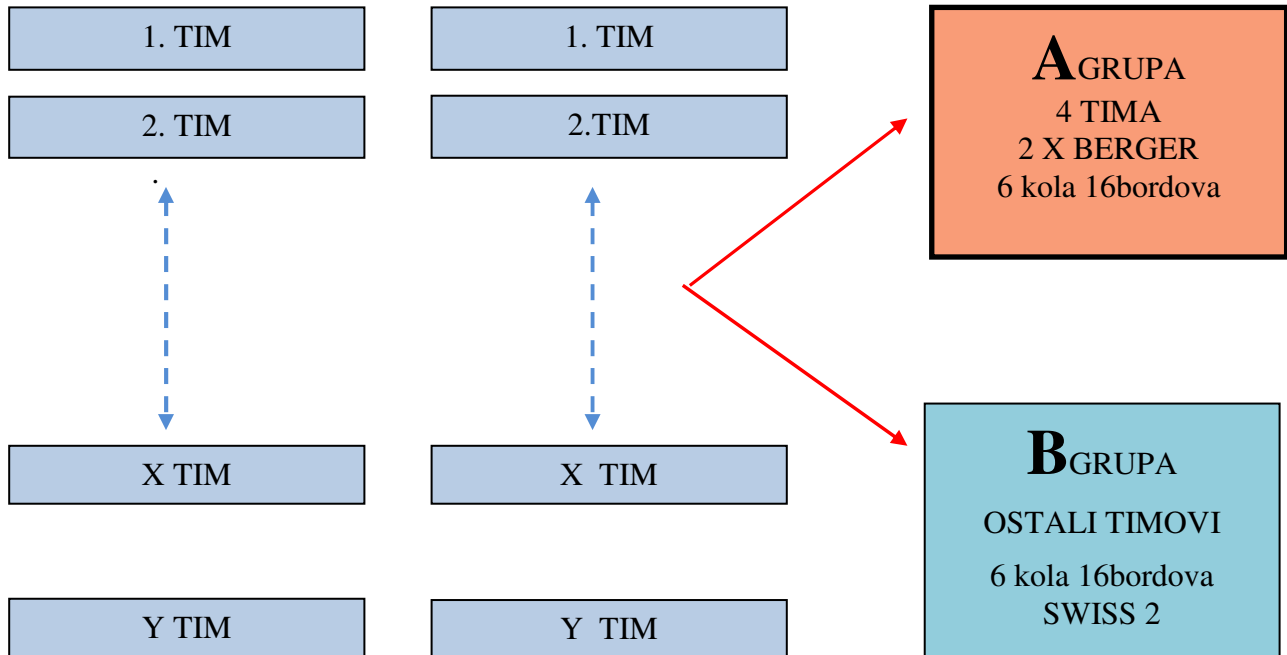 1. TIM
2. TIM
.
X TIM
Y TIM
1. TIM
2.TIM
X TIM
Y TIM
AGRUPA
4 TIMA
2 X BERGER
6 kola 16bordova
BGRUPA
OSTALI TIMOVI
6 kola 16bordova
SWISS 2